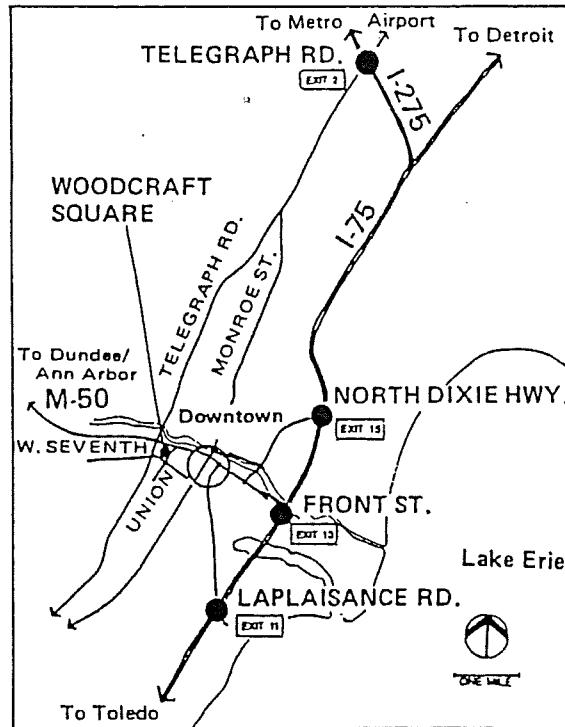 To Metro Airport
To Detroit
TELEGRAPH RD.
EXIT 2
I-275
WOODCRAFT
SQUARE
I-75
TELEGRAPH RD.
MONROE ST.
To Dundee/
Ann Arbor
M-50
Downtown
NORTH DIXIE HWY.
EXIT 15
W. SEVENTH
UNION
FRONT ST.
EXIT 13
Lake Erie
LAPLAISANCE RD.
EXIT 11
ONE MILE
To Toledo